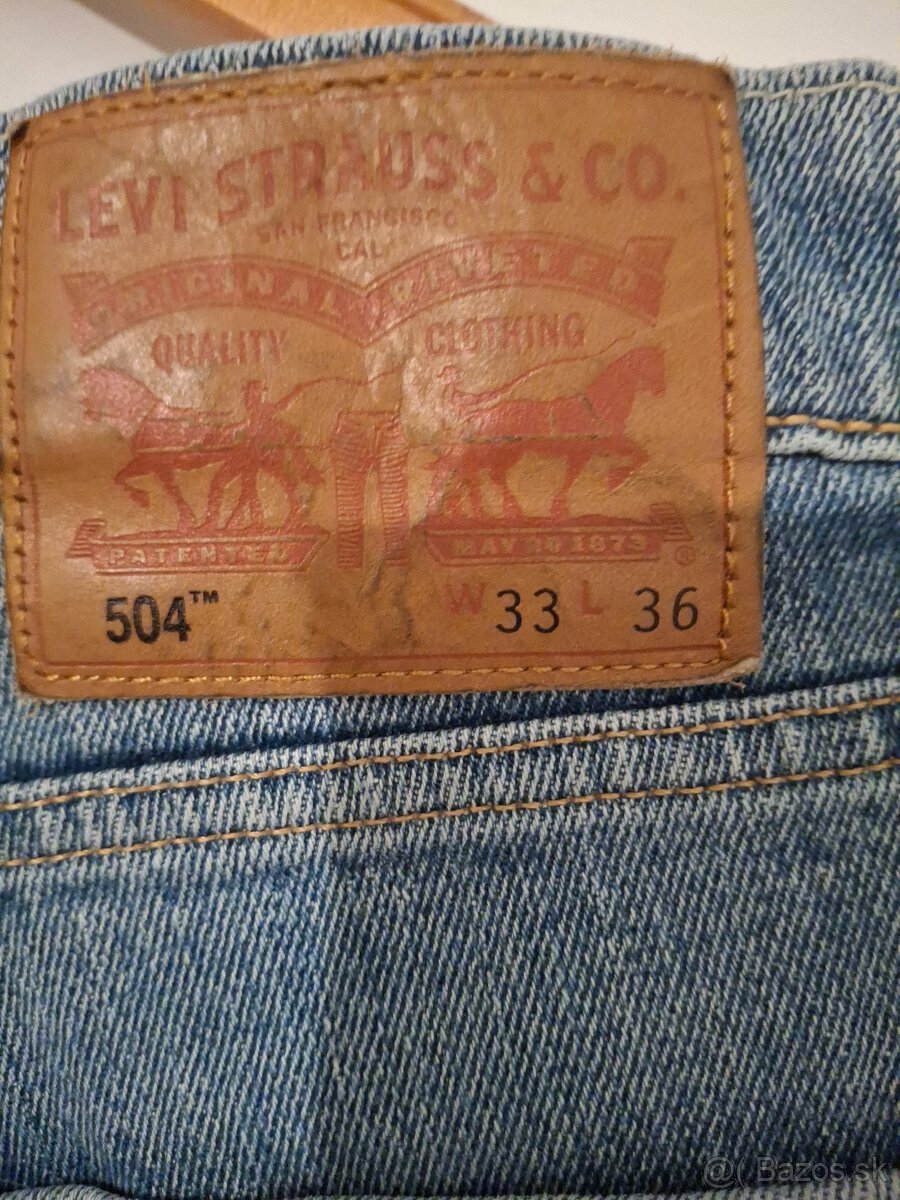 LEVI STRAUSS & CO.
SAN FRANCISCO
CAL
ORIGINAL RIVETED
QUALITY CLOTHING
PATENTED MAY 20 1873 ®
504™ W 33 L 36
@( Bazos.sk